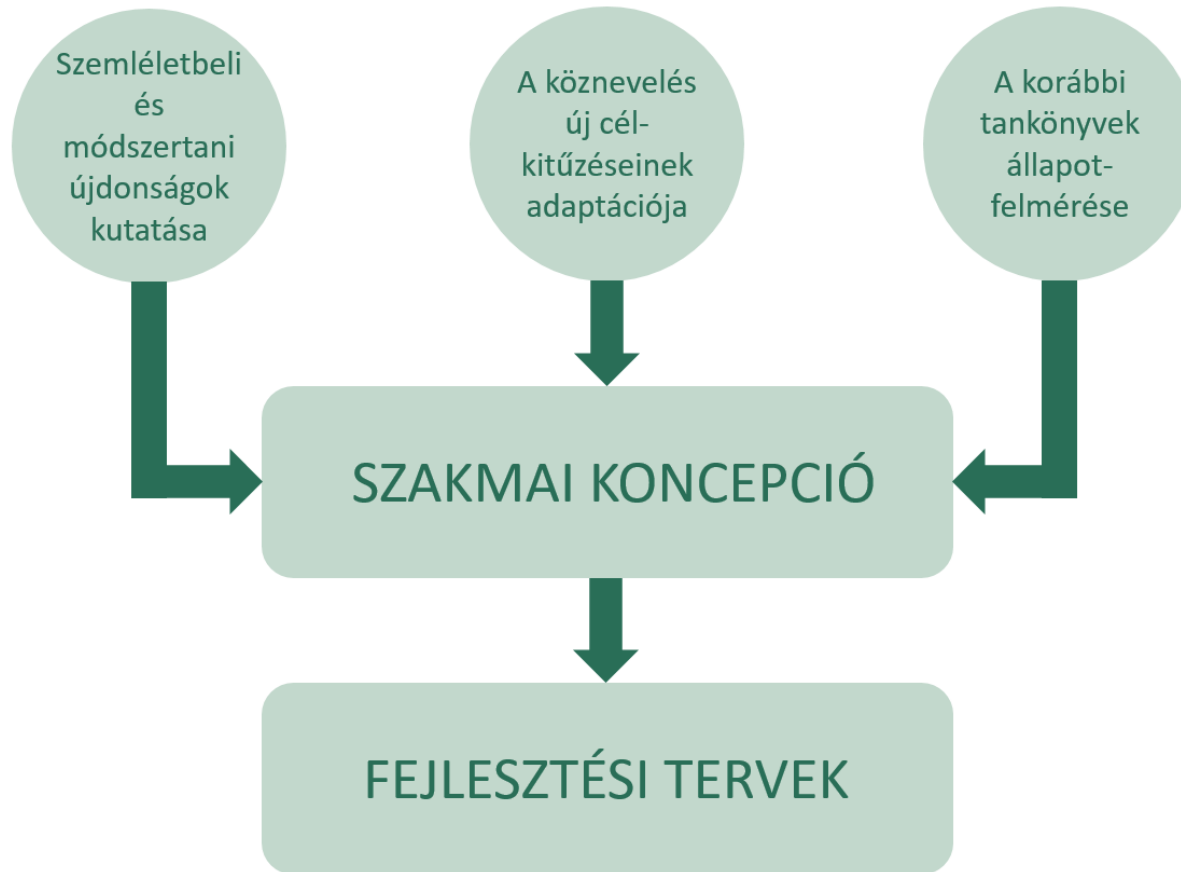 Szemléletbeli
és
módszertani
újdonságok
kutatása
A köznevelés
új cél-
kitűzéseinek
adaptációja
A korábbi
tankönyvek
állapot-
felmérése
SZAKMAI KONCEPCIÓ
FEJLESZTÉSI TERVEK